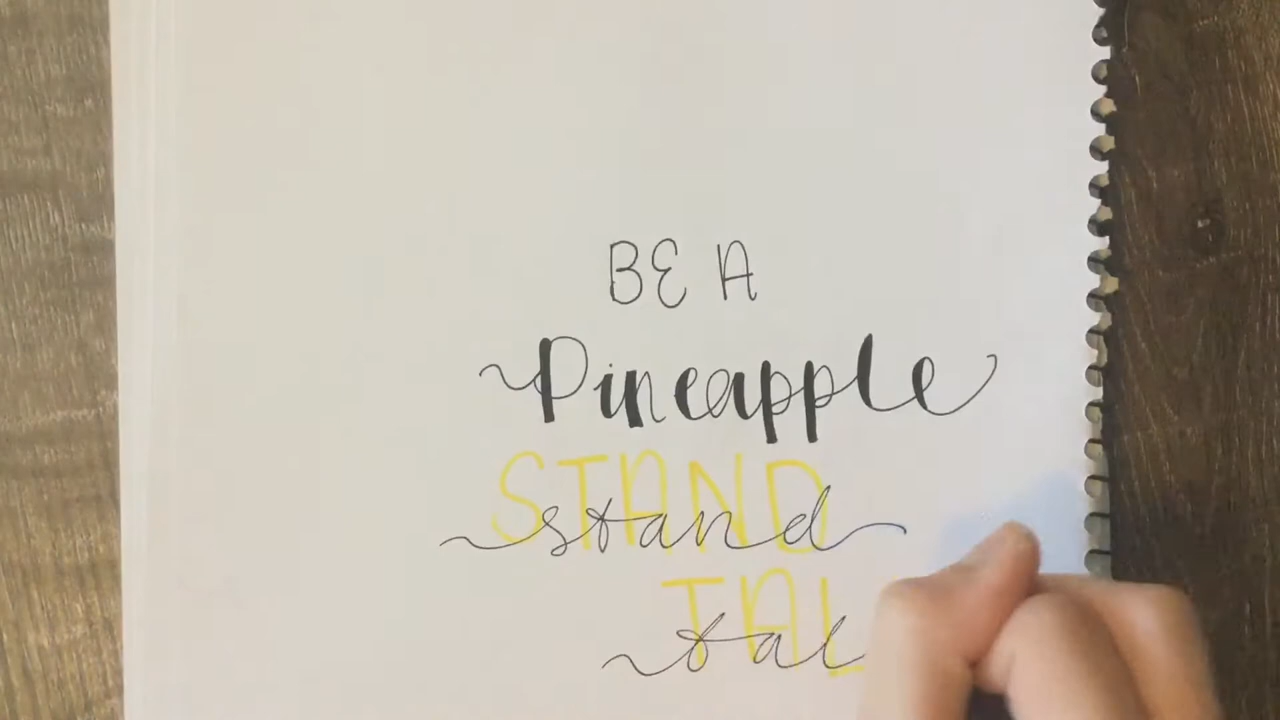 BE A
Pineapple
STAND
stand
TAL
tal